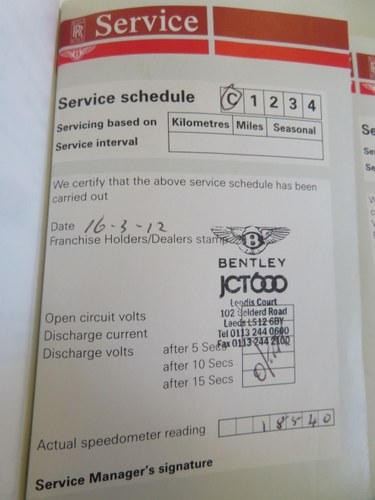 RR
Service
Service schedule C 1 2 3 4
Servicing based on Kilometres Miles Seasonal
Service interval
We certify that the above service schedule has been
carried out
Date 16-3-12
Franchise Holders/Dealers stamp
B
BENTLEY
JCT600
Leodis Court
102 Gelderd Road
Leeds LS12 6BY
Tel 0113 244 0600
Fax 0113 244 2100
Open circuit volts
Discharge current
Discharge volts after 5 Secs
after 10 Secs
after 15 Secs
Actual speedometer reading 18540
Service Manager's signature